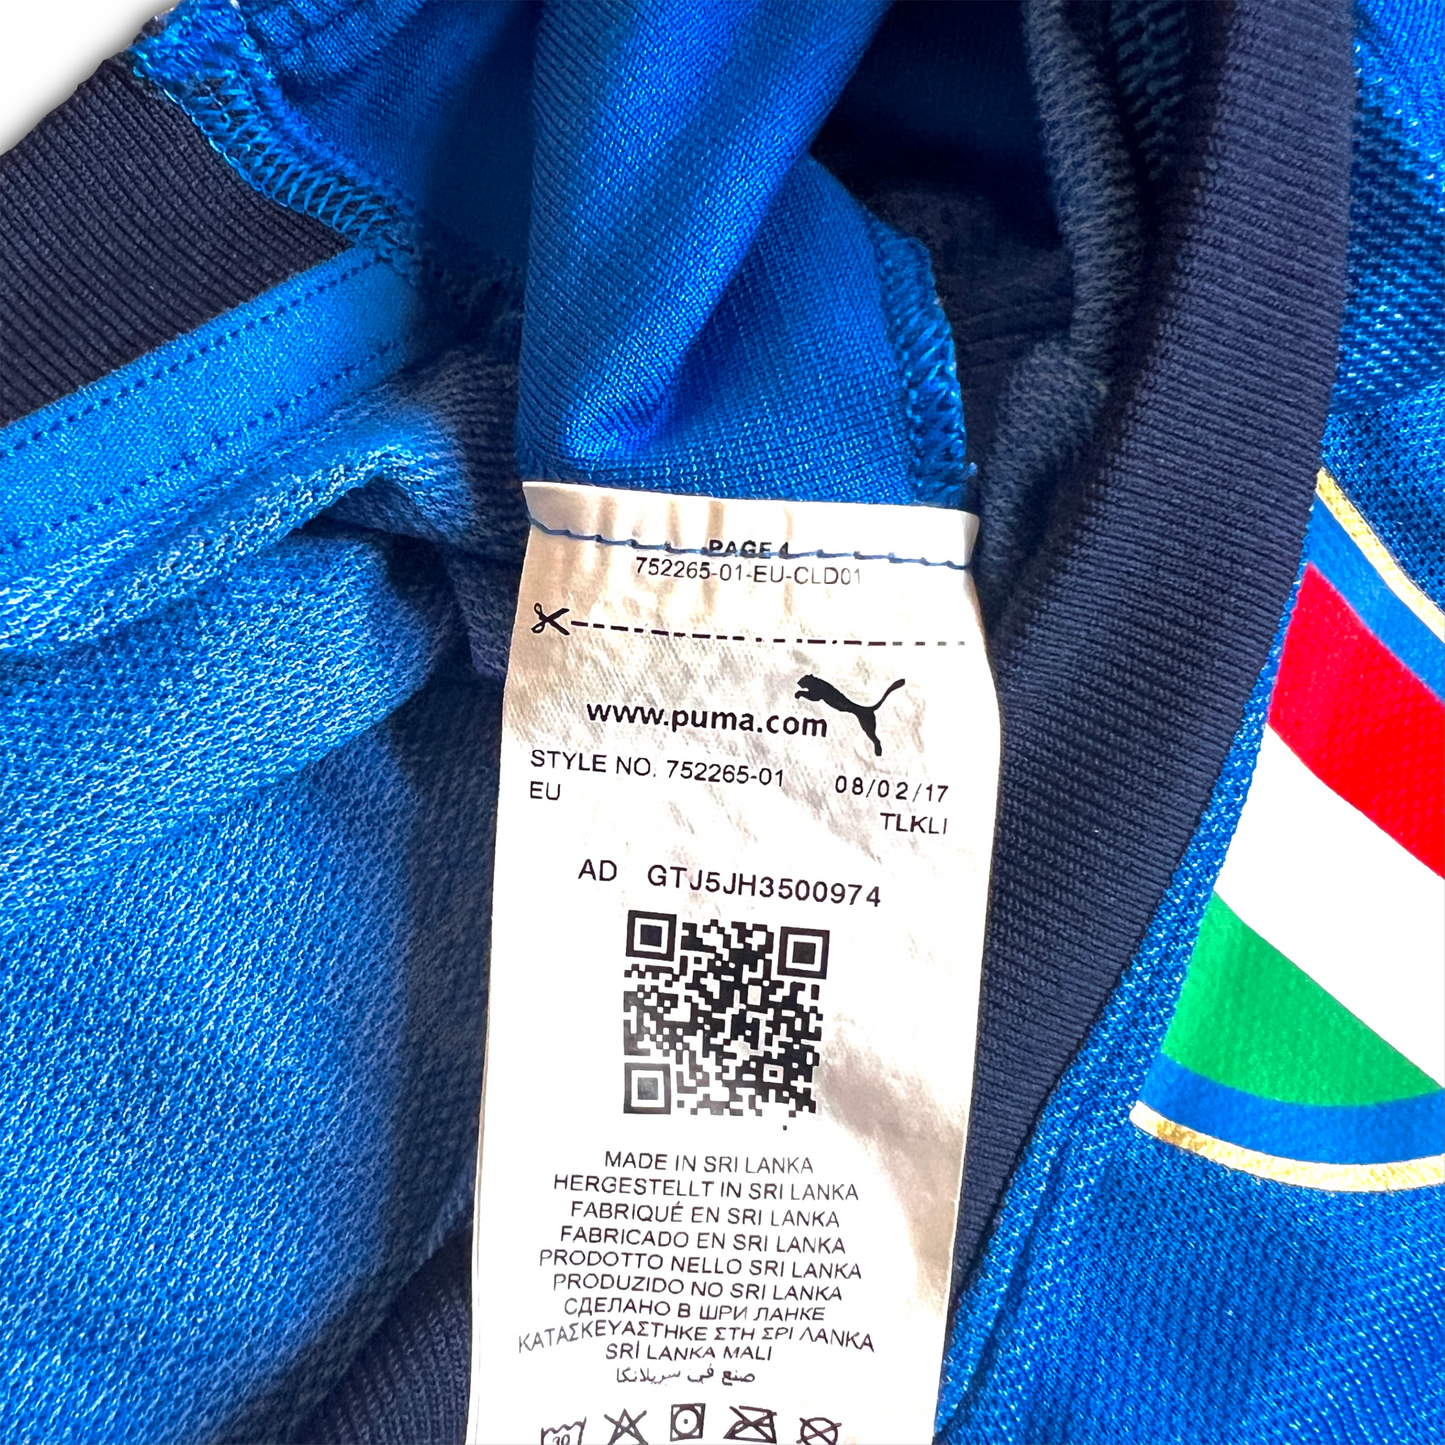 PAGE 4
752265-01-EU-CLD01
www.puma.com
STYLE NO. 752265-01 08/02/17
EU TLKLI
AD GTJ5JH3500974
MADE IN SRI LANKA
HERGESTELLT IN SRI LANKA
FABRIQUÉ EN SRI LANKA
FABRICADO EN SRI LANKA
PRODOTTO NELLO SRI LANKA
PRODUZIDO NO SRI LANKA
СДЕЛАНО В ШРИ ЛАНКЕ
ΚΑΤΑΣΚΕΥΑΣΤΗΚΕ ΣΤΗ ΣΡΙ ΛΑΝΚΑ
SRİ LANKA MALI
صنع في سريلانكا
30